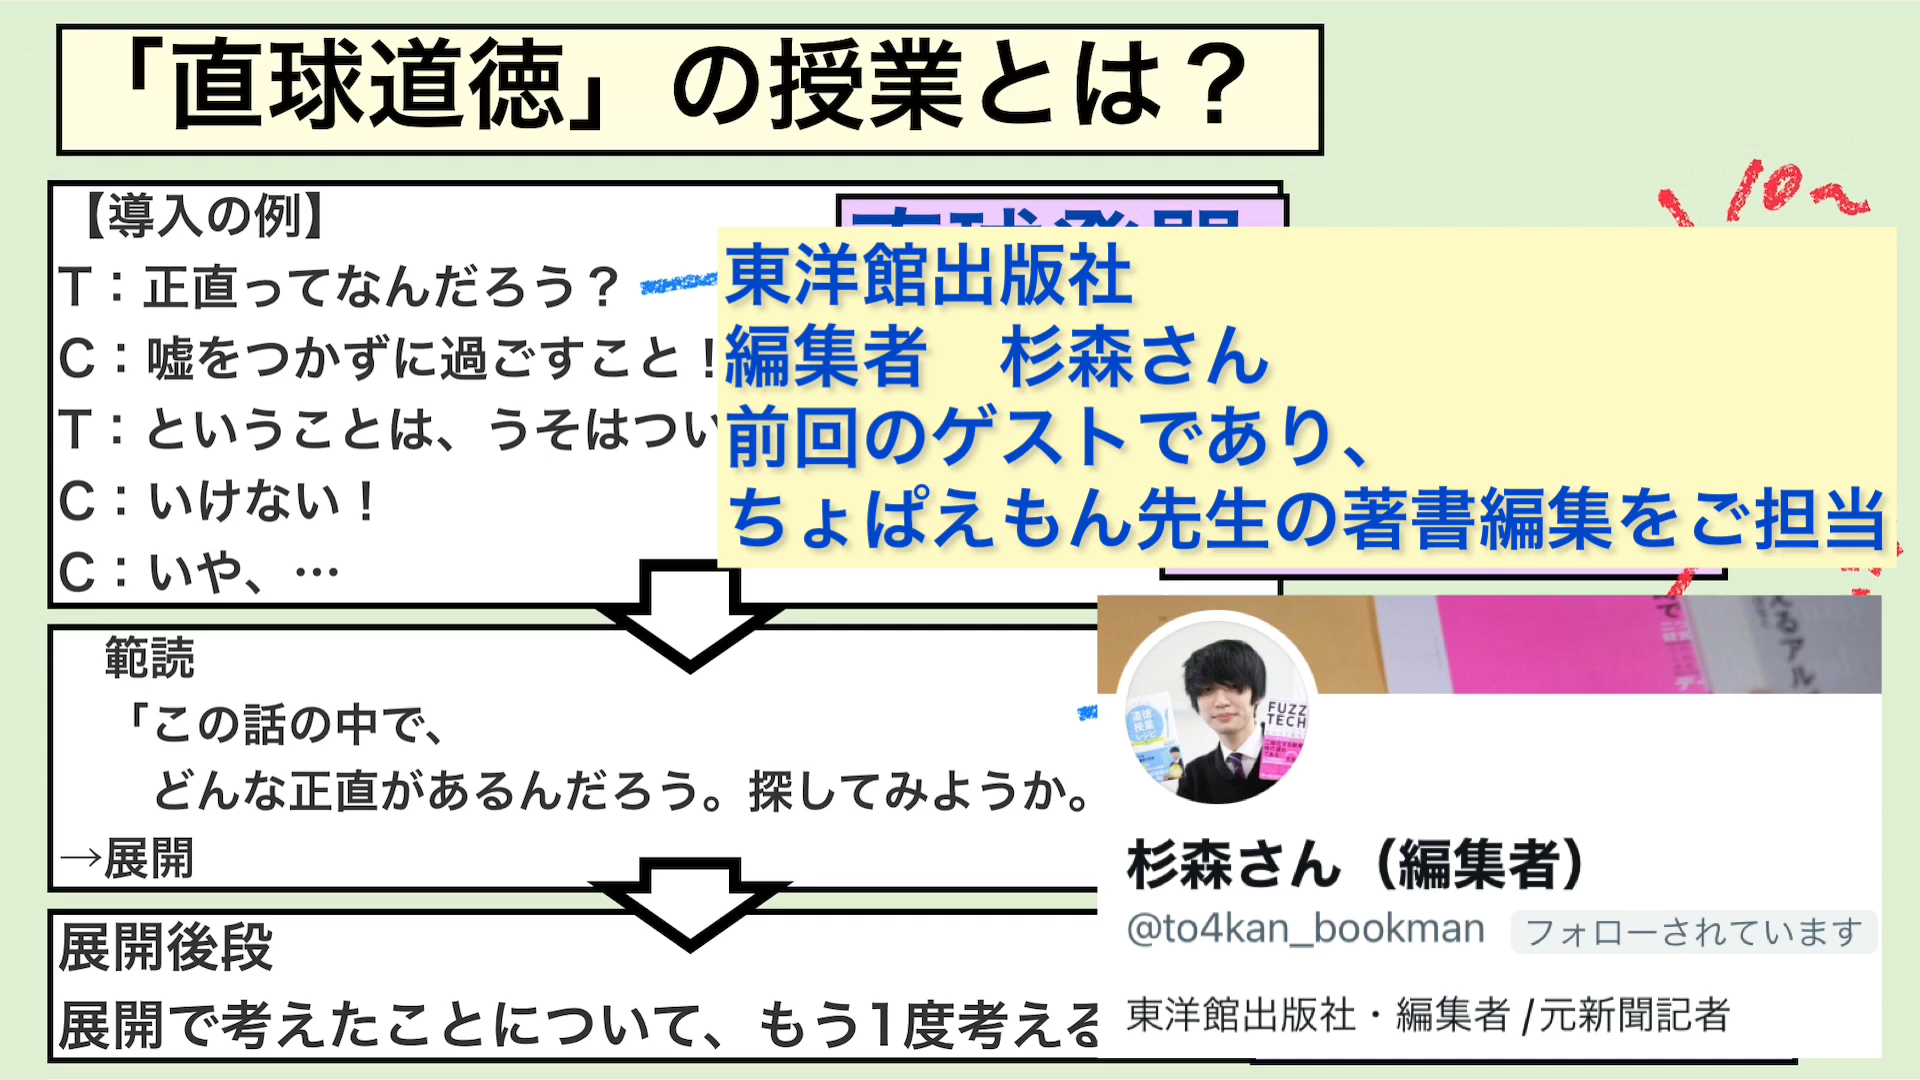 「直球道徳」の授業とは？
【導入の例】
T：正直ってなんだろう？
C：嘘をつかずに過ごすこと！
T：ということは、うそはつい
C：いけない！
C：いや、…
東洋館出版社
編集者　杉森さん
前回のゲストであり、
ちょぱえもん先生の著書編集をご担当
範読
「この話の中で、
どんな正直があるんだろう。探してみようか。
→展開
展開後段
展開で考えたことについて、もう1度考える
FUZZ
TECH
杉森さん（編集者）
@to4kan_bookman
フォローされています
東洋館出版社・編集者 /元新聞記者